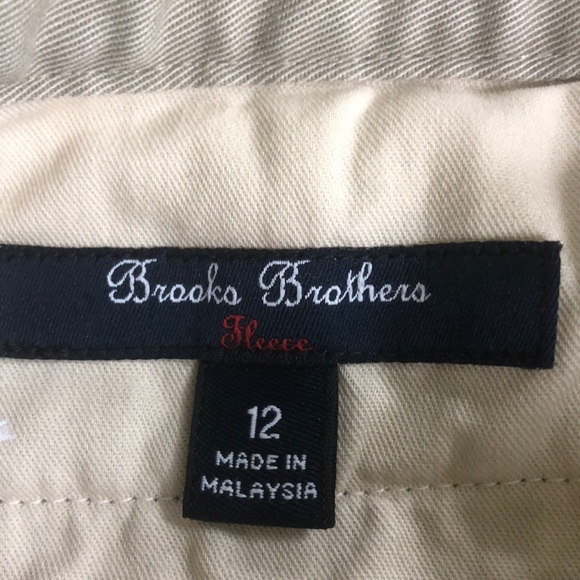 Brooks Brothers
Fleece
12
MADE IN
MALAYSIA